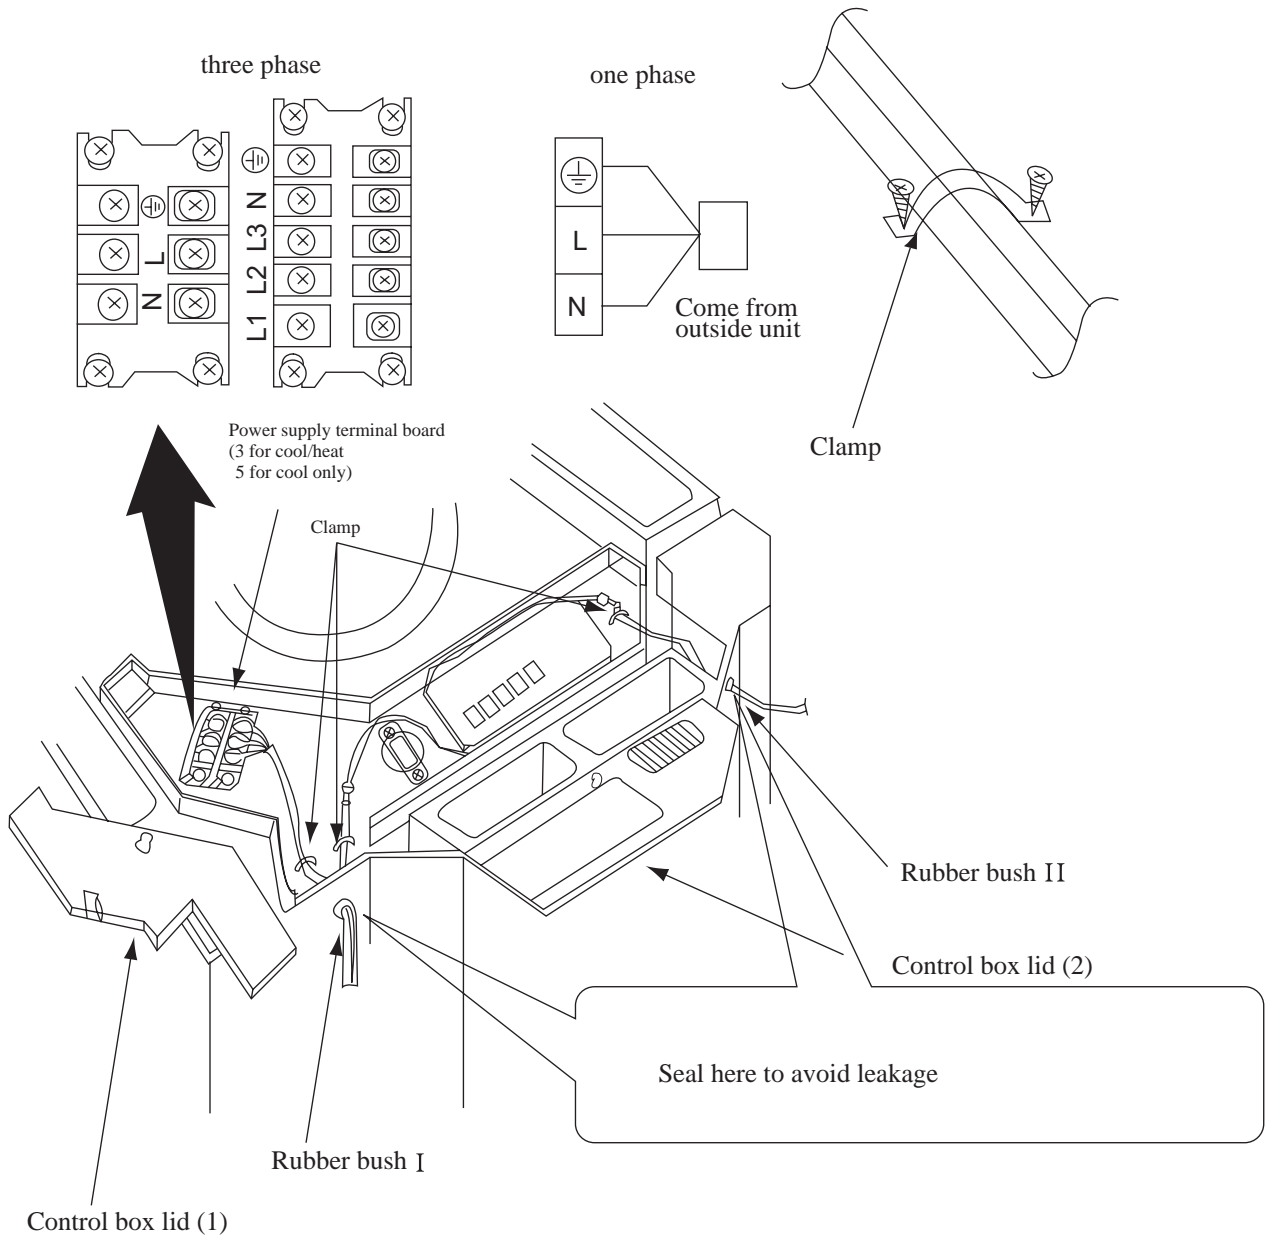 three phase
one phase
N
L3
L2
L1
L
N
L
N
Come from
outside unit
Clamp
Power supply terminal board
(3 for cool/heat
5 for cool only)
Clamp
Rubber bush II
Control box lid (2)
Seal here to avoid leakage
Rubber bush I
Control box lid (1)